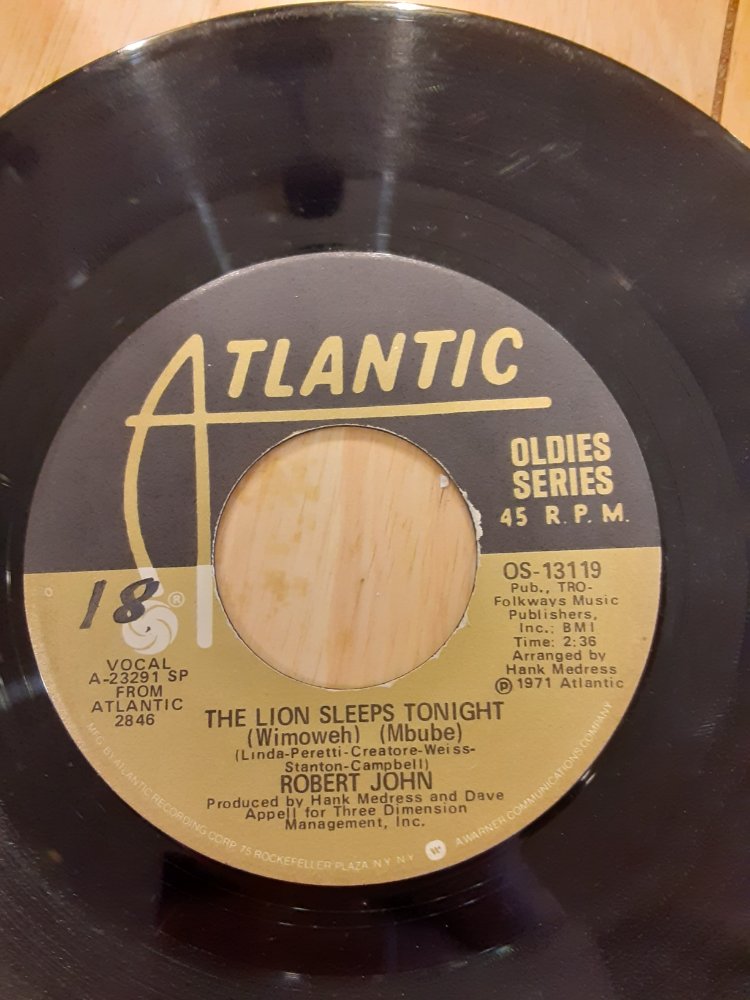 ATLANTIC
OLDIES
SERIES
45 R.P.M.
18
®
OS-13119
Pub., TRO-
Folkways Music
Publishers,
Inc.; BMI
Time: 2:36
Arranged by
Hank Medress
℗ 1971 Atlantic
VOCAL
A-23291 SP
FROM
ATLANTIC
2846
THE LION SLEEPS TONIGHT
(Wimoweh) (Mbube)
(Linda-Peretti-Creatore-Weiss-
Stanton-Campbell)
ROBERT JOHN
Produced by Hank Medress and Dave
Appell for Three Dimension
Management, Inc.
MFG. BY ATLANTIC RECORDING CORP. 75 ROCKEFELLER PLAZA, N.Y. N.Y. W A WARNER COMMUNICATIONS COMPANY